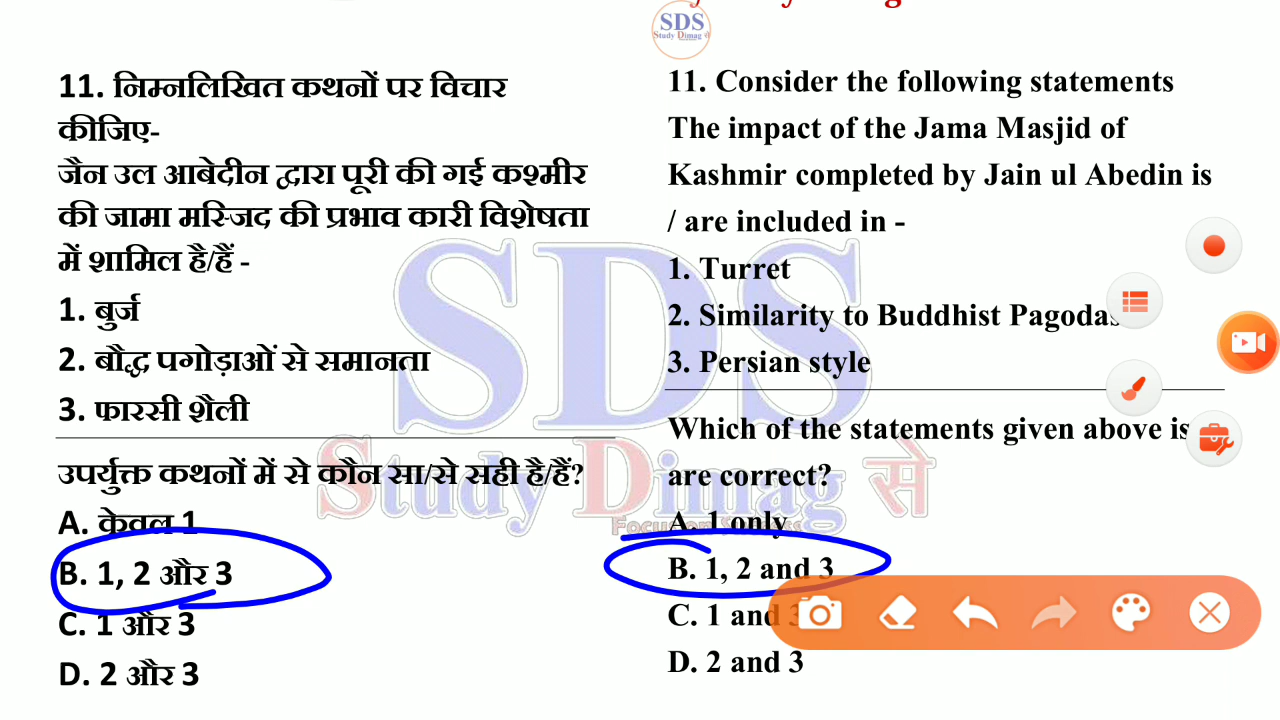 SDS
Study Dimag से
11. निम्नलिखित कथनों पर विचार
कीजिए-
जैन उल आबेदीन द्वारा पूरी की गई कश्मीर
की जामा मस्जिद की प्रभाव कारी विशेषता
में शामिल है/हैं -
1. बुर्ज
2. बौद्ध पगोड़ाओं से समानता
3. फारसी शैली
उपर्युक्त कथनों में से कौन सा/से सही है/हैं?
A. केवल 1
B. 1, 2 और 3
C. 1 और 3
D. 2 और 3
11. Consider the following statements
The impact of the Jama Masjid of
Kashmir completed by Jain ul Abedin is
/ are included in -
1. Turret
2. Similarity to Buddhist Pagodas
3. Persian style
Which of the statements given above is
are correct?
A. 1 only
B. 1, 2 and 3
C. 1 and 3
D. 2 and 3
SDS
Study Dimag से